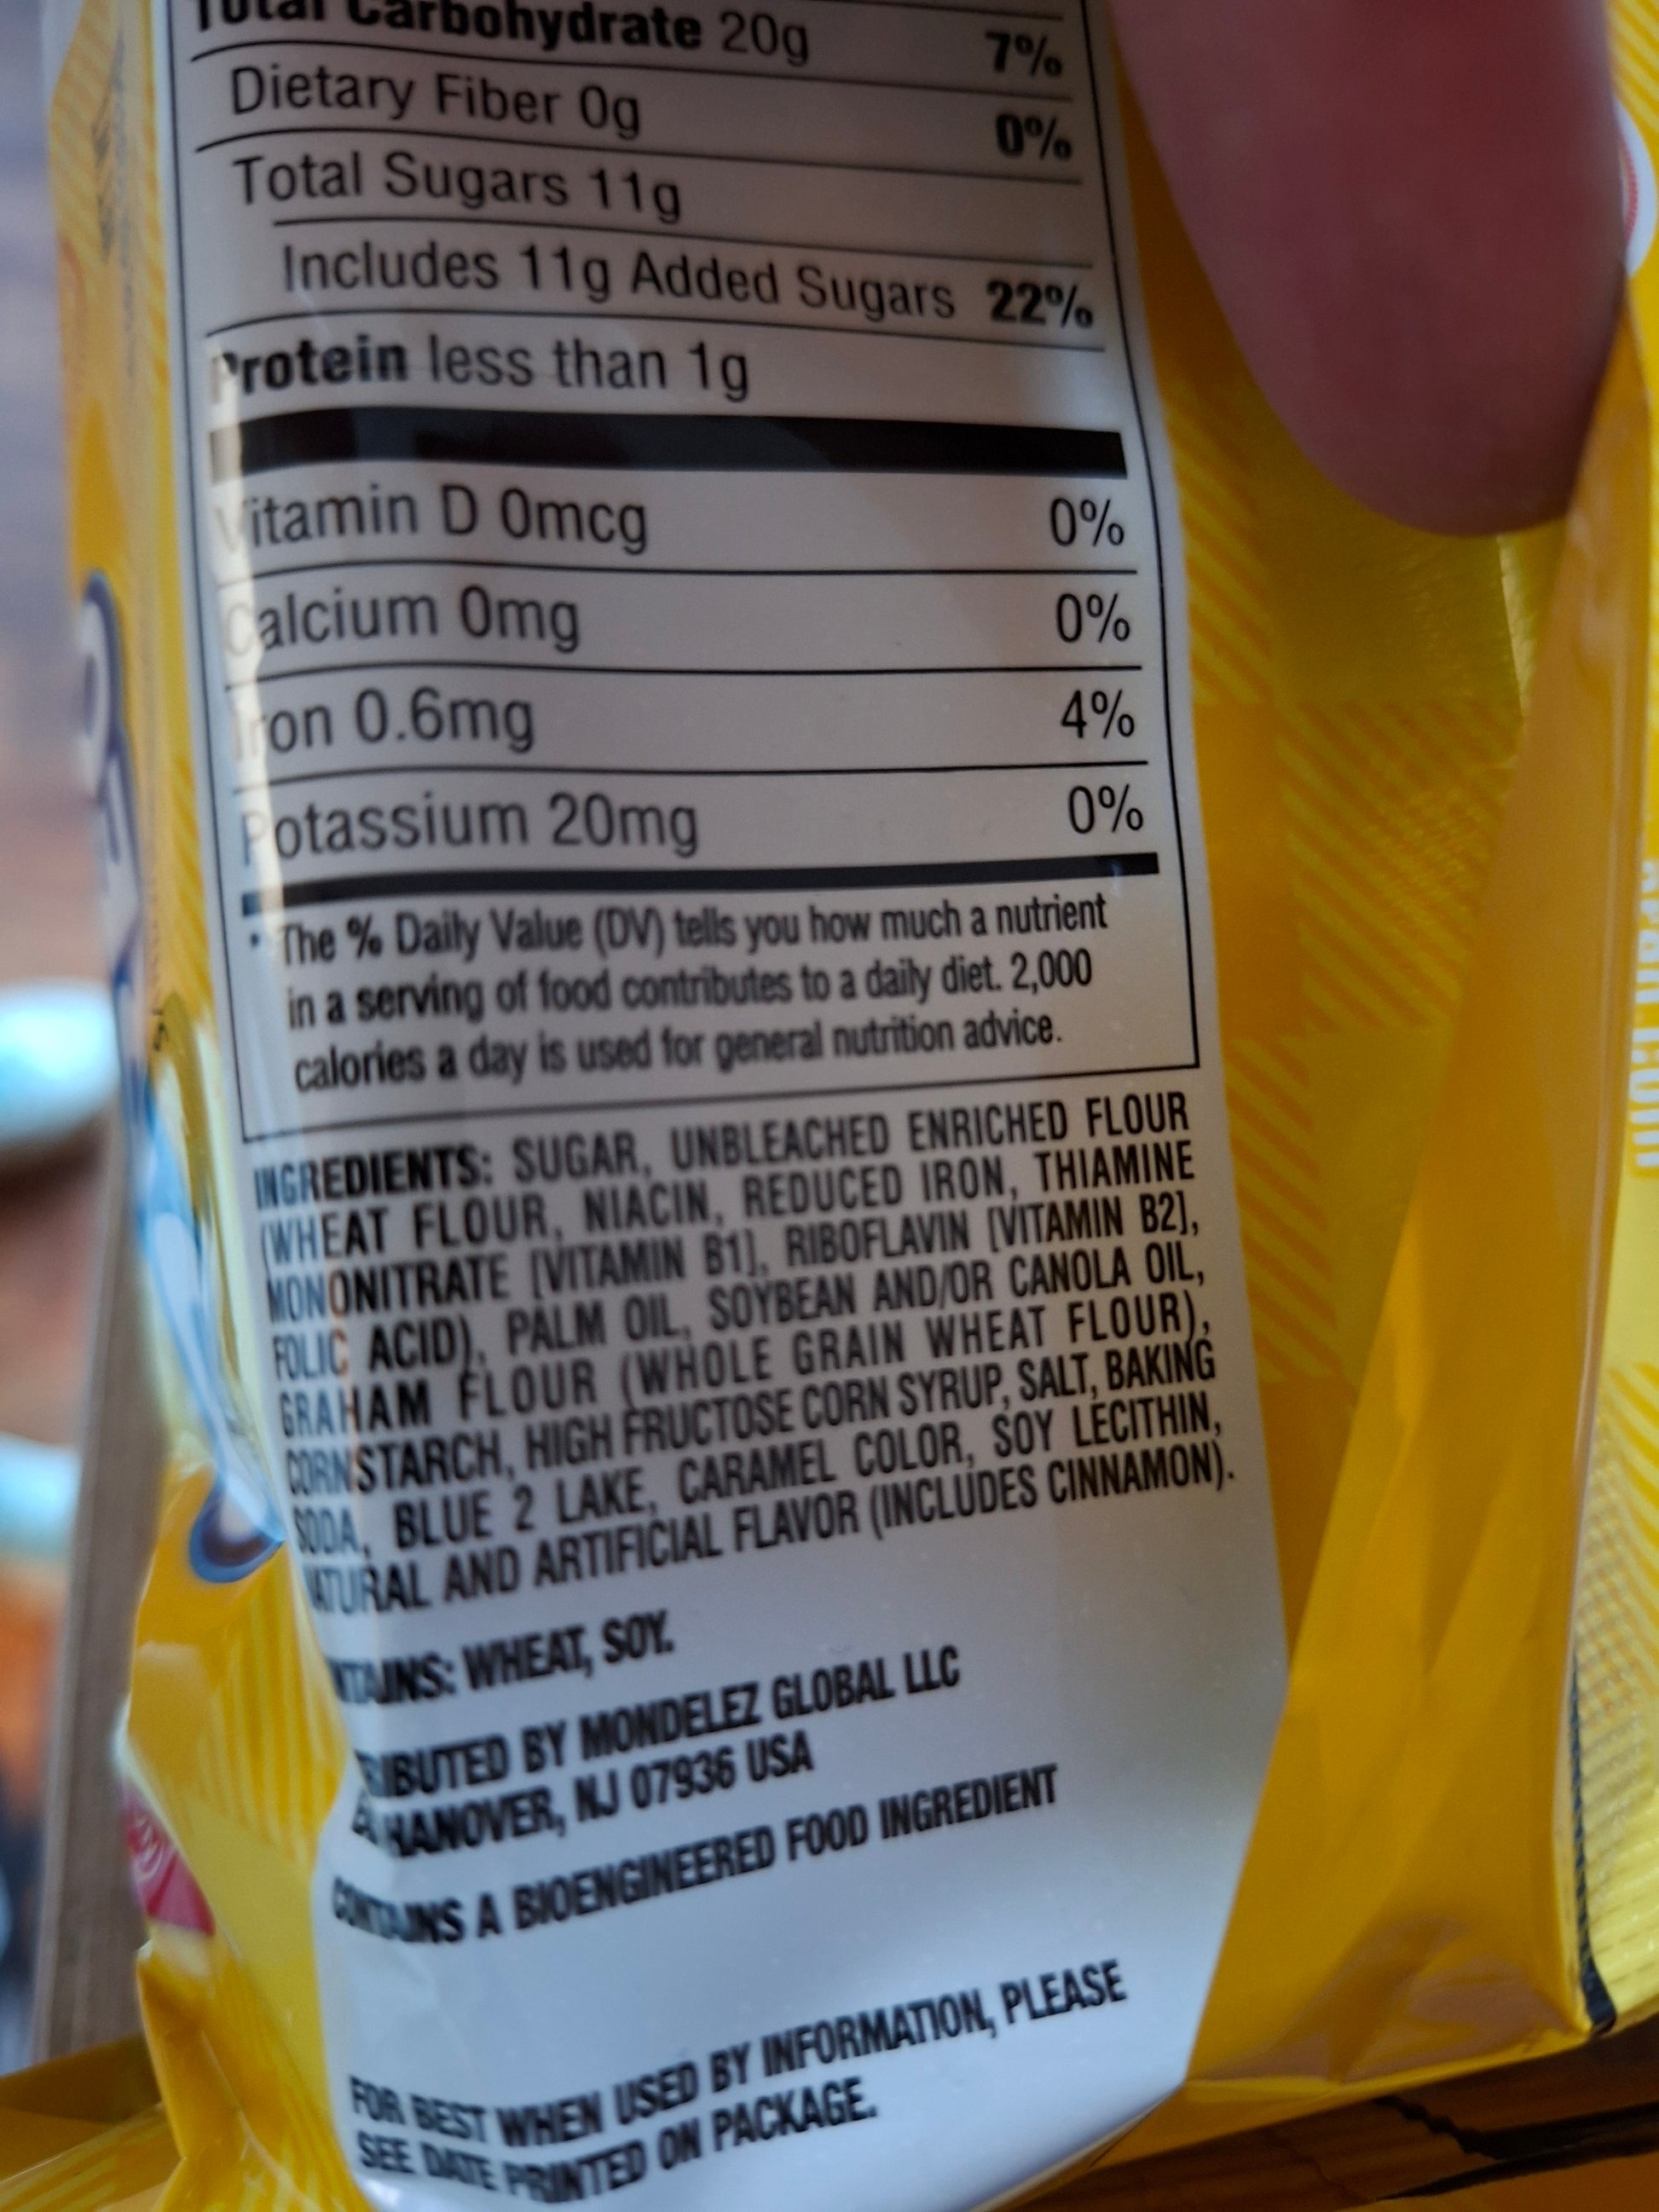 Total Carbohydrate 20g 7%
Dietary Fiber 0g 0%
Total Sugars 11g
Includes 11g Added Sugars 22%
Protein less than 1g
Vitamin D 0mcg 0%
Calcium 0mg 0%
Iron 0.6mg 4%
Potassium 20mg 0%
* The % Daily Value (DV) tells you how much a nutrient
in a serving of food contributes to a daily diet. 2,000
calories a day is used for general nutrition advice.
INGREDIENTS: SUGAR, UNBLEACHED ENRICHED FLOUR
(WHEAT FLOUR, NIACIN, REDUCED IRON, THIAMINE
MONONITRATE [VITAMIN B1], RIBOFLAVIN [VITAMIN B2],
FOLIC ACID), PALM OIL, SOYBEAN AND/OR CANOLA OIL,
GRAHAM FLOUR (WHOLE GRAIN WHEAT FLOUR),
CORNSTARCH, HIGH FRUCTOSE CORN SYRUP, SALT, BAKING
SODA, BLUE 2 LAKE, CARAMEL COLOR, SOY LECITHIN,
NATURAL AND ARTIFICIAL FLAVOR (INCLUDES CINNAMON).
NTAINS: WHEAT, SOY.
RIBUTED BY MONDELEZ GLOBAL LLC
HANOVER, NJ 07936 USA
CONTAINS A BIOENGINEERED FOOD INGREDIENT
FOR BEST WHEN USED BY INFORMATION, PLEASE
SEE DATE PRINTED ON PACKAGE.